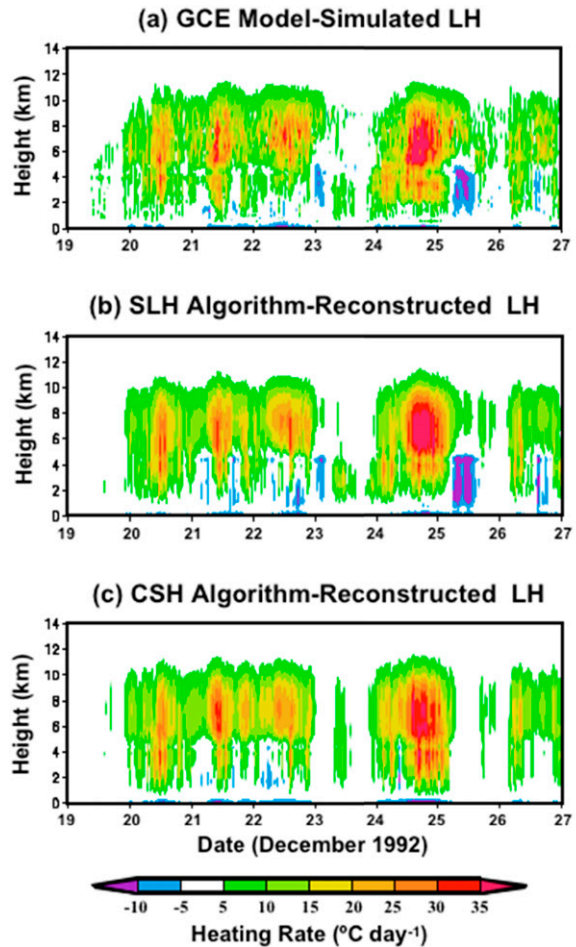 (a) GCE Model-Simulated LH
14
12
10
8
6
4
2
0
Height (km)
19 20 21 22 23 24 25 26 27
(b) SLH Algorithm-Reconstructed LH
14
12
10
8
6
4
2
0
Height (km)
19 20 21 22 23 24 25 26 27
(c) CSH Algorithm-Reconstructed LH
14
12
10
8
6
4
2
0
Height (km)
19 20 21 22 23 24 25 26 27
Date (December 1992)
-10 -5 5 10 15 20 25 30 35
Heating Rate (ºC day-1)